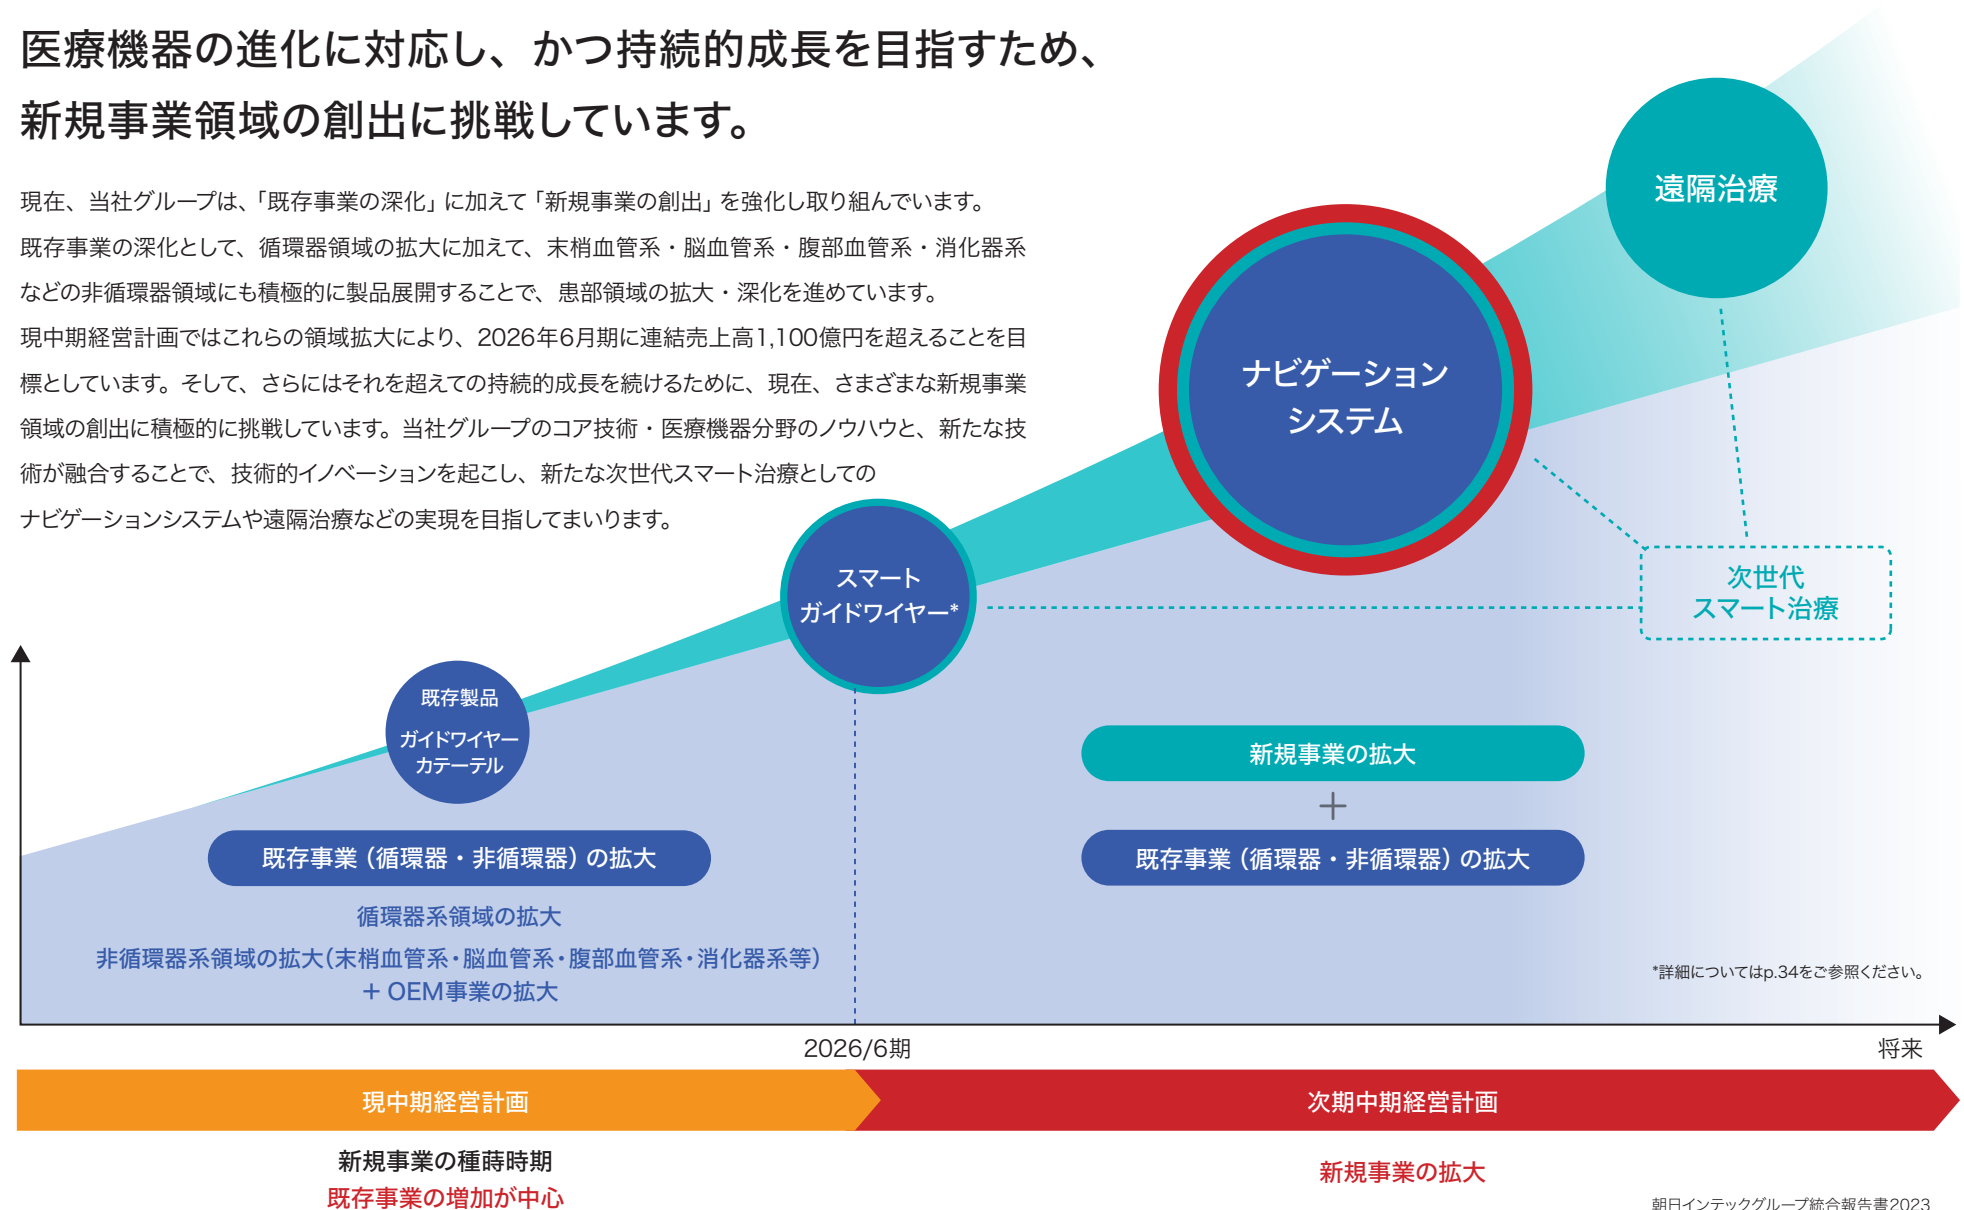 医療機器の進化に対応し、かつ持続的成長を目指すため、
新規事業領域の創出に挑戦しています。
現在、当社グループは、「既存事業の深化」に加えて「新規事業の創出」を強化し取り組んでいます。
既存事業の深化として、循環器領域の拡大に加えて、末梢血管系・脳血管系・腹部血管系・消化器系
などの非循環器領域にも積極的に製品展開することで、患部領域の拡大・深化を進めています。
現中期経営計画ではこれらの領域拡大により、2026年6月期に連結売上高1,100億円を超えることを目
標としています。そして、さらにはそれを超えての持続的成長を続けるために、現在、さまざまな新規事業
領域の創出に積極的に挑戦しています。当社グループのコア技術・医療機器分野のノウハウと、新たな技
術が融合することで、技術的イノベーションを起こし、新たな次世代スマート治療としての
ナビゲーションシステムや遠隔治療などの実現を目指してまいります。
遠隔治療
ナビゲーション
システム
スマート
ガイドワイヤー*
次世代
スマート治療
既存製品
ガイドワイヤー
カテーテル
新規事業の拡大
+
既存事業(循環器・非循環器)の拡大
既存事業(循環器・非循環器)の拡大
循環器系領域の拡大
非循環器系領域の拡大(末梢血管系・脳血管系・腹部血管系・消化器系等)
+ OEM事業の拡大
*詳細についてはp.34をご参照ください。
2026/6期
将来
現中期経営計画
次期中期経営計画
新規事業の種蒔時期
既存事業の増加が中心
新規事業の拡大
朝日インテックグループ統合報告書2023